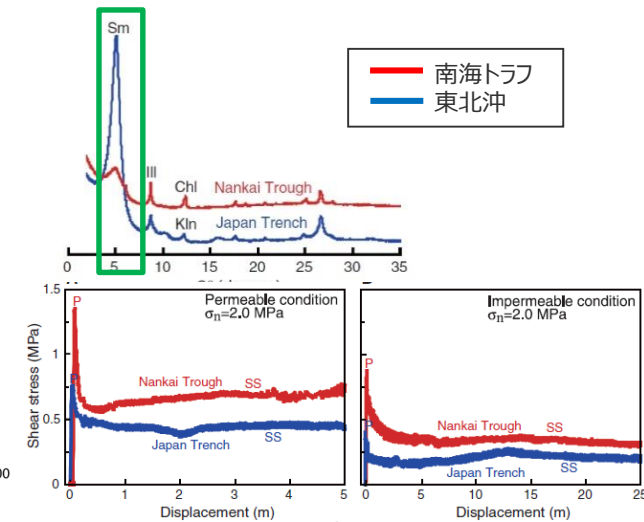 Sm
南海トラフ
東北沖
Ill
Chl
Nankai Trough
Kln
Japan Trench
0 5 10 15 20 25 30 35
1.5
P
Permeable condition
σn=2.0 MPa
Impermeable condition
σn=2.0 MPa
1
P
Shear stress (MPa)
Nankai Trough SS
0.5
Japan Trench SS
Nankai Trough SS
Japan Trench SS
0
00
0 1 2 3 4 5
0 5 10 15 20 25
Displacement (m)
Displacement (m)